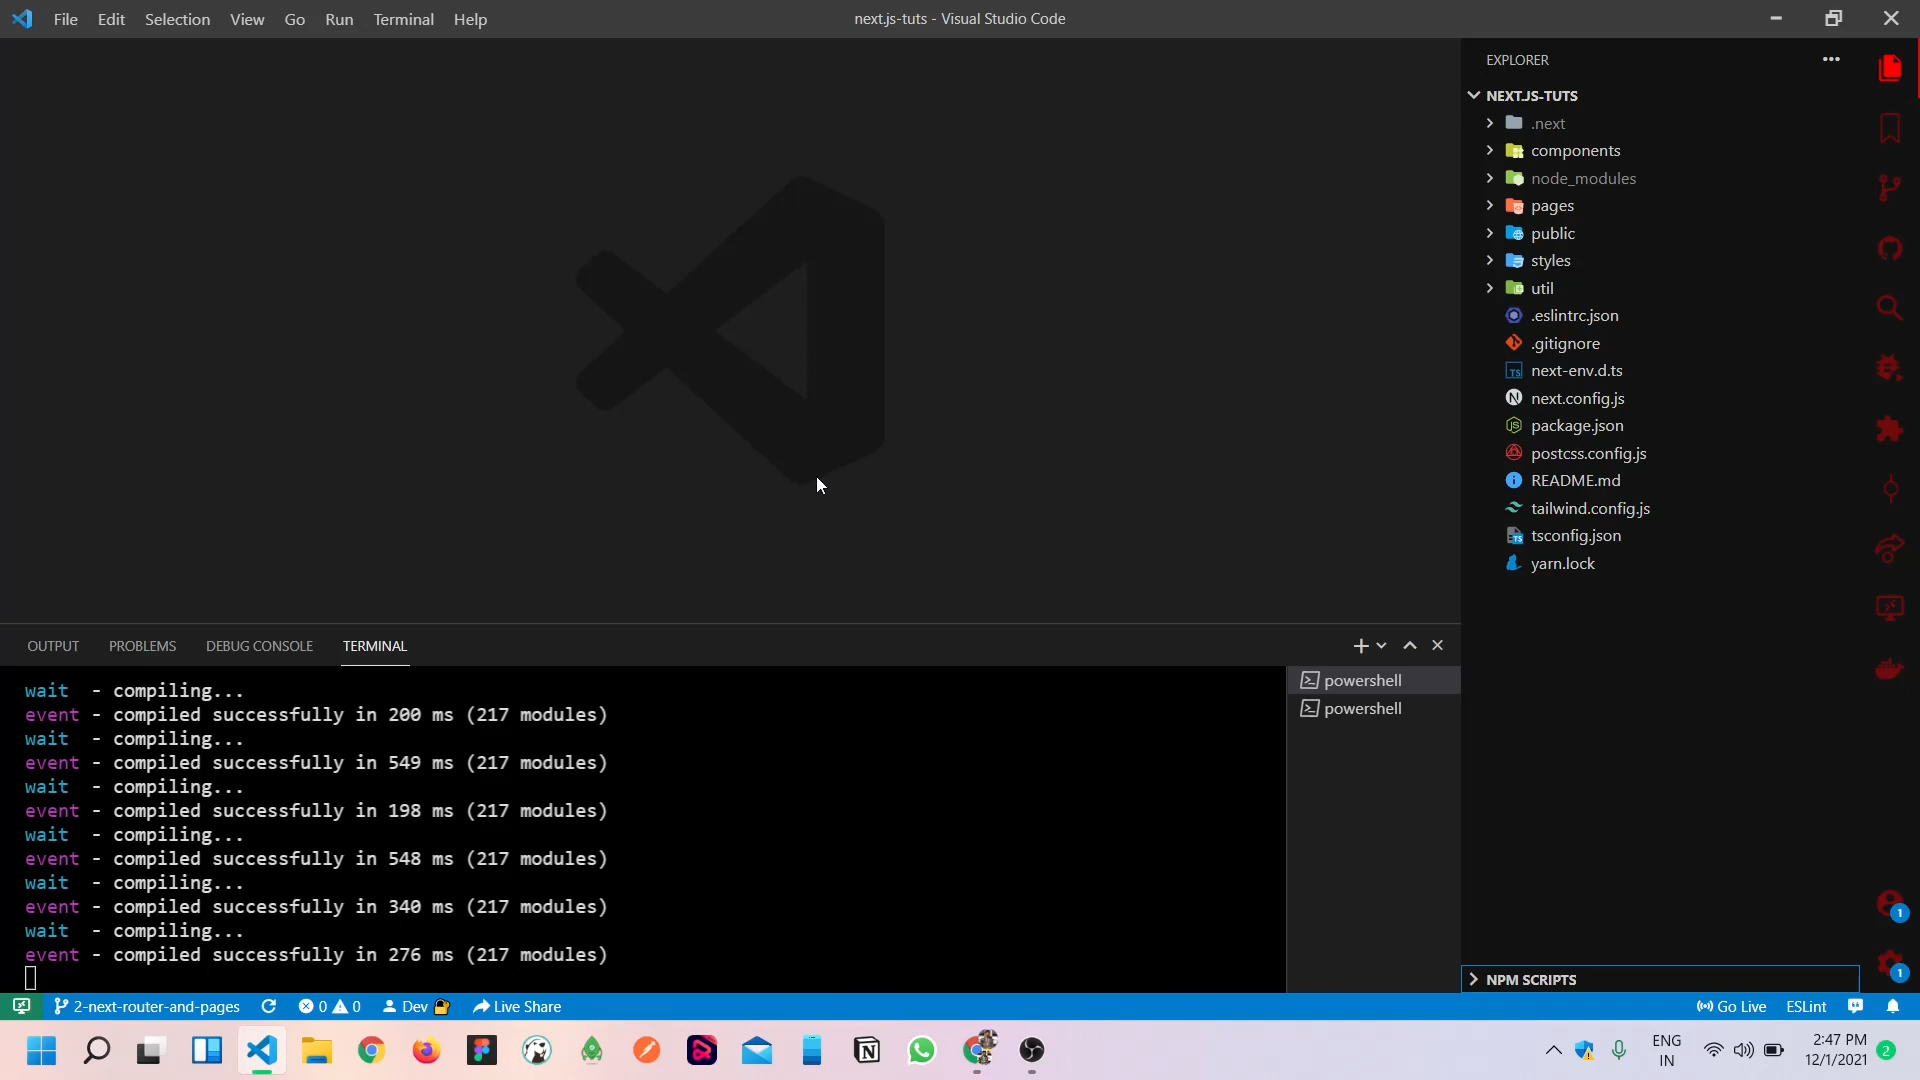 File Edit Selection View Go Run Terminal Help
next.js-tuts - Visual Studio Code
EXPLORER
NEXT.JS-TUTS
.next
components
node_modules
pages
public
styles
util
.eslintrc.json
.gitignore
next-env.d.ts
next.config.js
package.json
postcss.config.js
README.md
tailwind.config.js
tsconfig.json
yarn.lock
OUTPUT PROBLEMS DEBUG CONSOLE TERMINAL
wait - compiling...
event - compiled successfully in 200 ms (217 modules)
wait - compiling...
event - compiled successfully in 549 ms (217 modules)
wait - compiling...
event - compiled successfully in 198 ms (217 modules)
wait - compiling...
event - compiled successfully in 548 ms (217 modules)
wait - compiling...
event - compiled successfully in 340 ms (217 modules)
wait - compiling...
event - compiled successfully in 276 ms (217 modules)
powershell
powershell
1
1
NPM SCRIPTS
2-next-router-and-pages 0 0 Dev Live Share
Go Live ESLint
ENG
IN
2:47 PM
12/1/2021
2